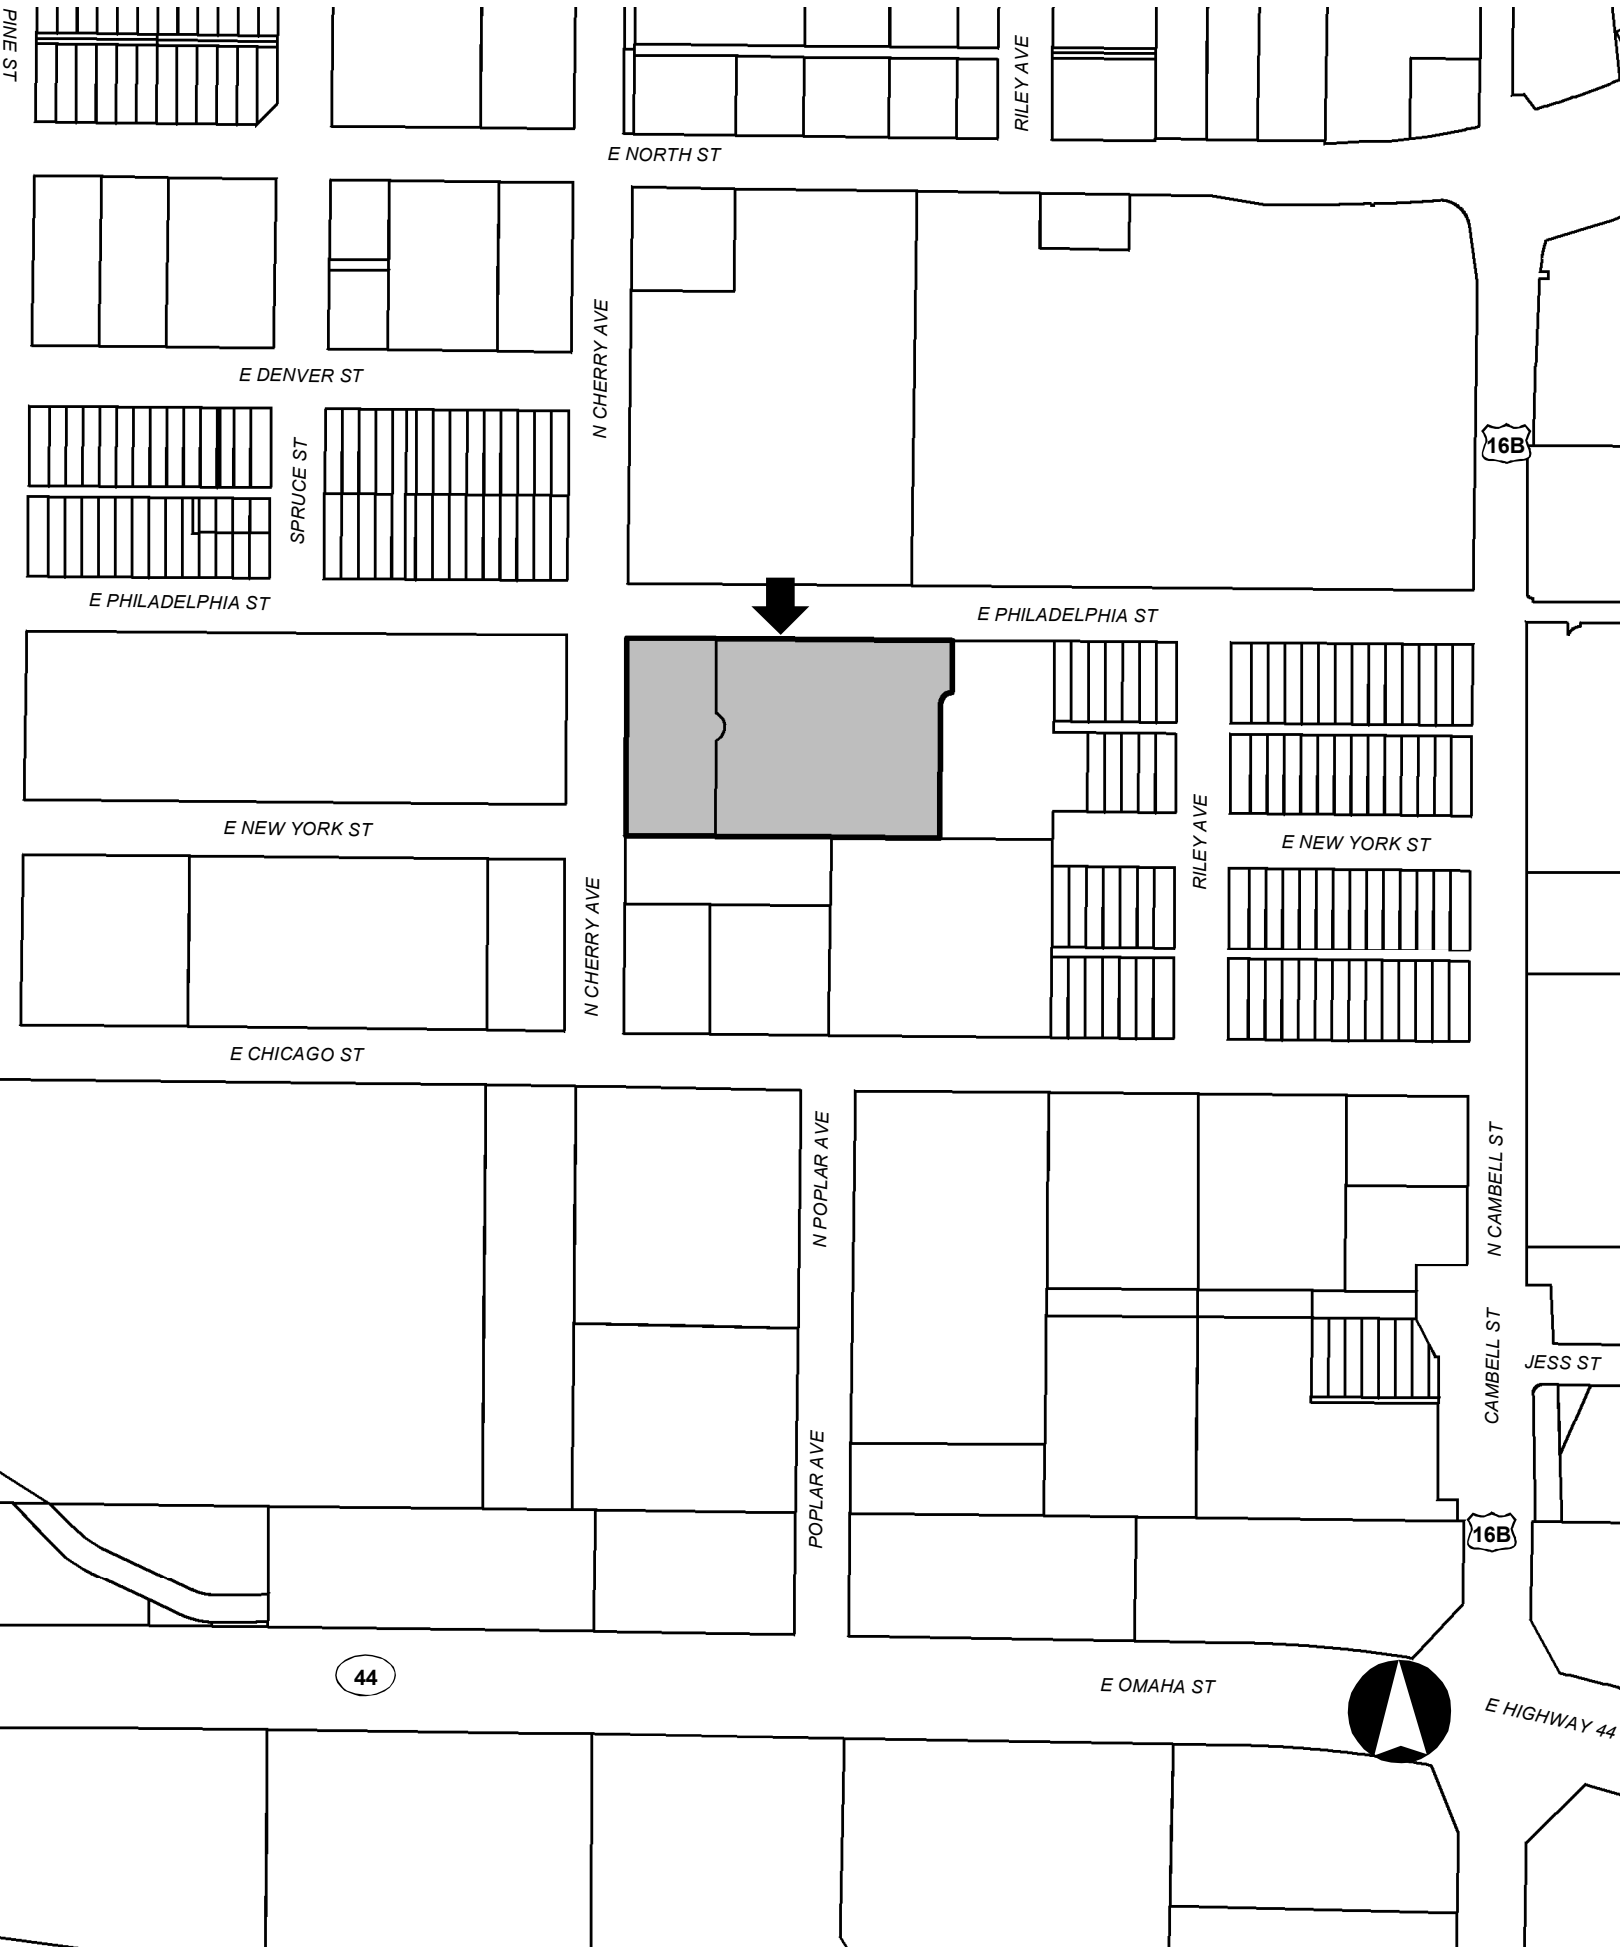 PINE ST
RILEY AVE
E NORTH ST
N CHERRY AVE
E DENVER ST
16B
SPRUCE ST
E PHILADELPHIA ST
E PHILADELPHIA ST
E NEW YORK ST
RILEY AVE
E NEW YORK ST
N CHERRY AVE
E CHICAGO ST
N POPLAR AVE
N CAMBELL ST
CAMBELL ST
JESS ST
POPLAR AVE
16B
44
E OMAHA ST
E HIGHWAY 44